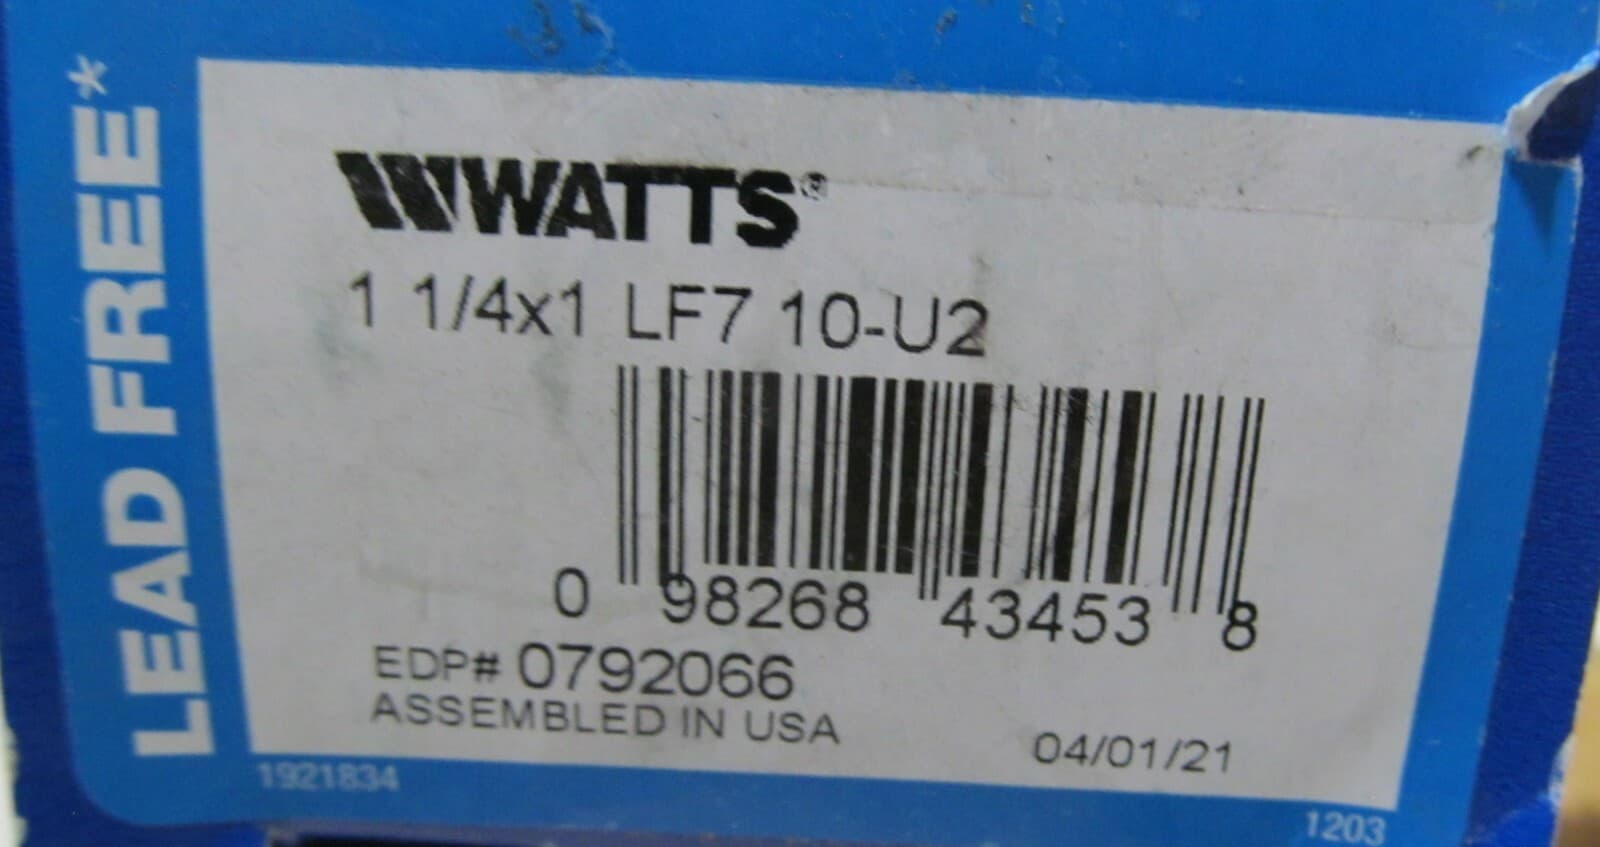 LEAD FREE*
WATTS®
1 1/4x1 LF7 10-U2
0 98268 43453 8
EDP# 0792066
ASSEMBLED IN USA
04/01/21
1921834
1203